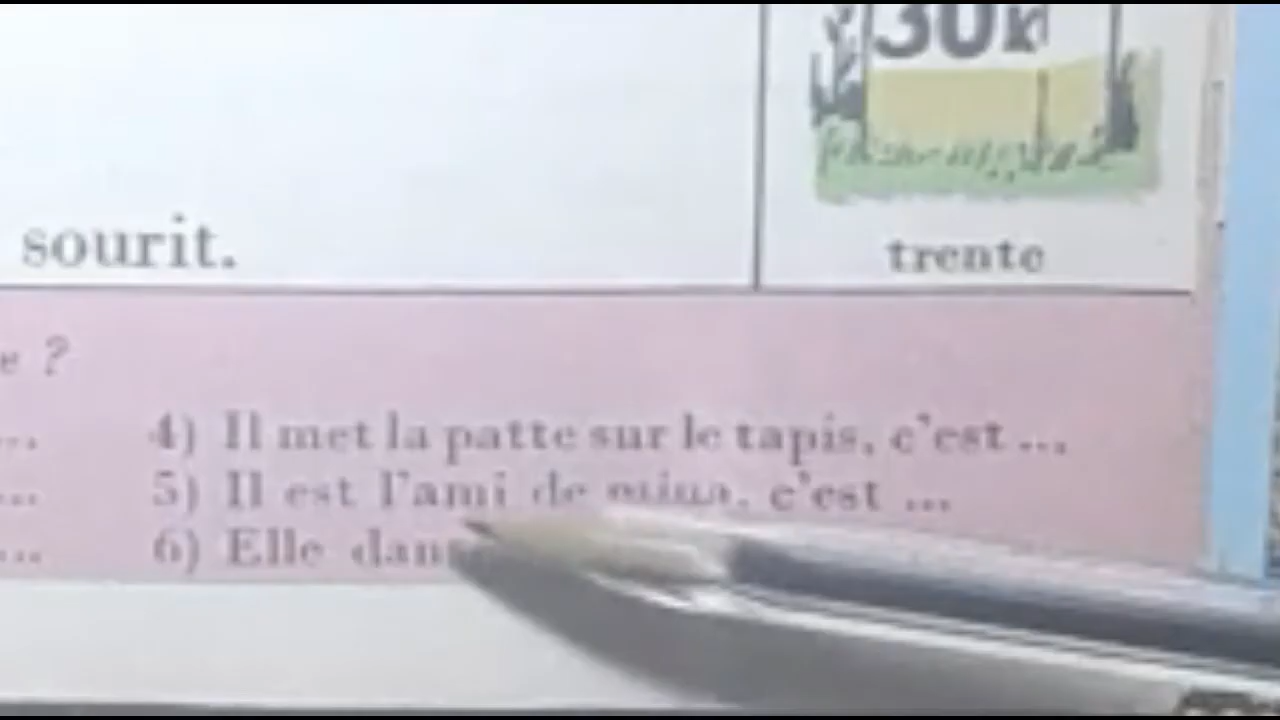 30k
sourit.
trente
e ?
... 4) Il met la patte sur le tapis, c'est ...
... 5) Il est l'ami de mina, c'est ...
... 6) Elle